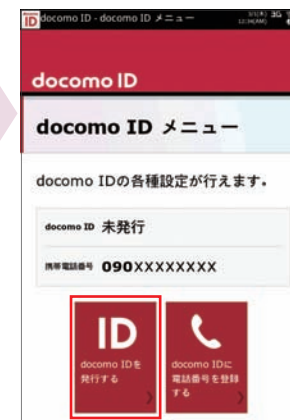 docomo ID - docomo ID メニュー
12:34(AM) 3G
docomo ID
docomo ID メニュー
docomo IDの各種設定が行えます。
docomo ID 未発行
携帯電話番号 090XXXXXXXX
ID
docomo IDを
発行する
docomo IDに
電話番号を登録
する